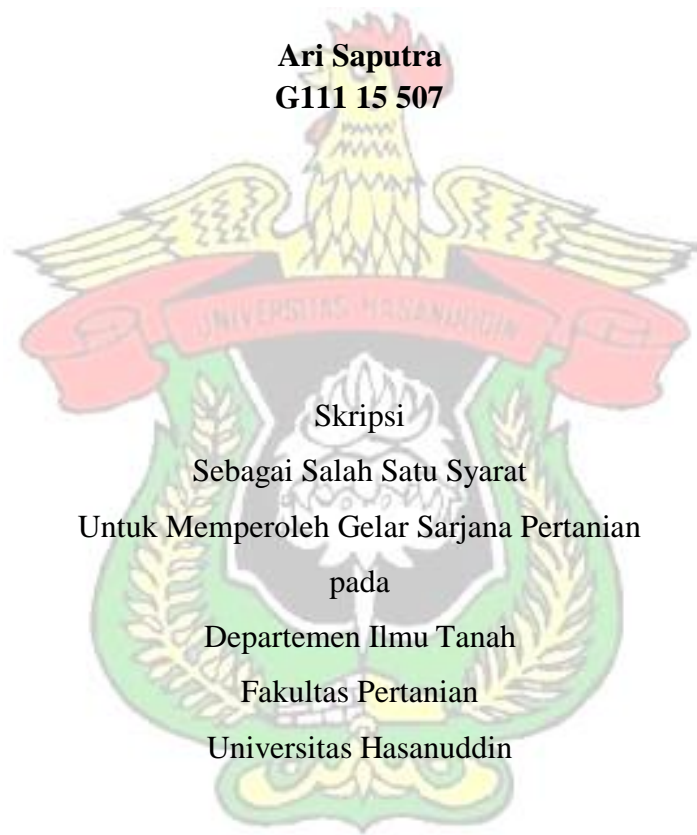 Ari Saputra
G111 15 507
UNIVERSITAS HASANUDDIN
Skripsi
Sebagai Salah Satu Syarat
Untuk Memperoleh Gelar Sarjana Pertanian
pada
Departemen Ilmu Tanah
Fakultas Pertanian
Universitas Hasanuddin